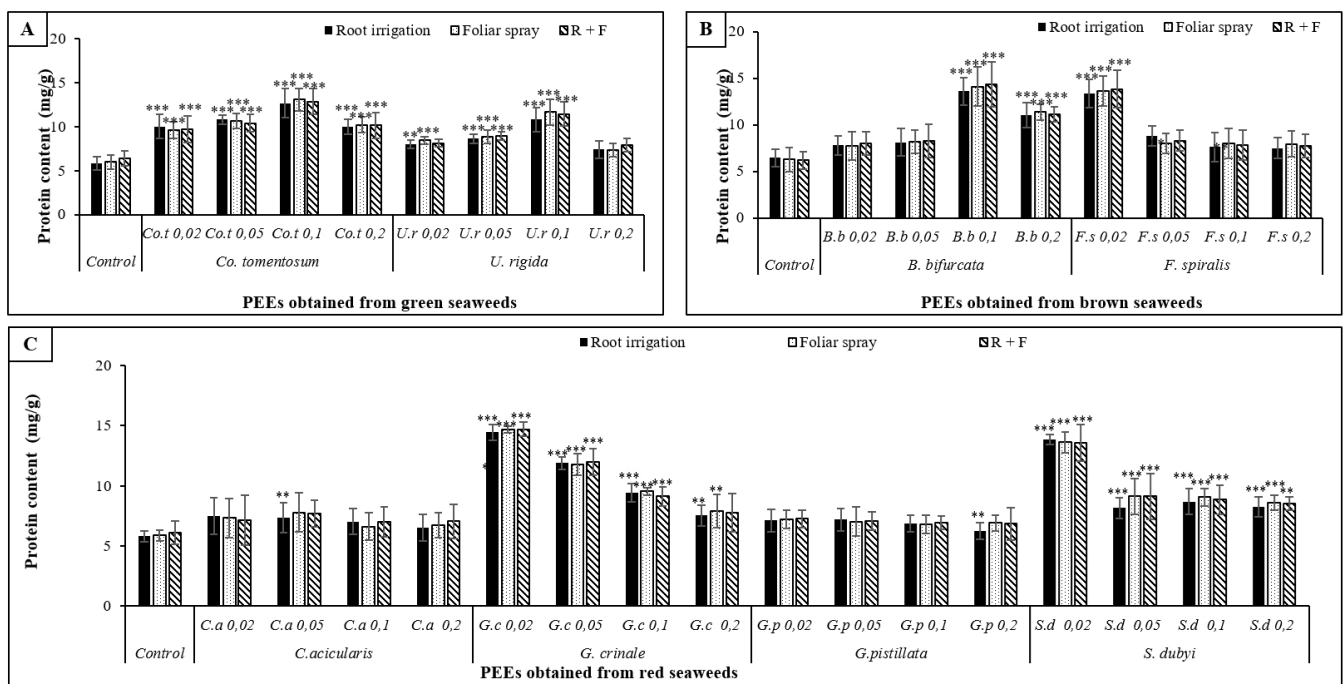 A
Root irrigation Foliar spray R + F
Protein content (mg/g)
20
15
10
5
0
*** *** *** *** *** *** *** *** *** *** *** *** ** *** *** *** *** *** *** ***
Co.t 0,02 Co.t 0,05 Co.t 0,1 Co.t 0,2 U.r 0,02 U.r 0,05 U.r 0,1 U.r 0,2
Control Co. tomentosum U. rigida
PEEs obtained from green seaweeds
B
Root irrigation Foliar spray R + F
Protein content (mg/g)
20
15
10
5
0
*** *** *** *** *** *** *** *** ***
B.b 0,02 B.b 0,05 B.b 0,1 B.b 0,2 F.s 0,02 F.s 0,05 F.s 0,1 F.s 0,2
Control B. bifurcata F. spiralis
PEEs obtained from brown seaweeds
C
Root irrigation Foliar spray R + F
Protein content (mg/g)
20
15
10
5
0
** *** *** *** *** *** *** *** *** *** ** ** ** *** *** *** *** *** *** *** *** *** *** *** **
C.a 0,02 C.a 0,05 C.a 0,1 C.a 0,2 G.c 0,02 G.c 0,05 G.c 0,1 G.c 0,2 G.p 0,02 G.p 0,05 G.p 0,1 G.p 0,2 S.d 0,02 S.d 0,05 S.d 0,1 S.d 0,2
Control C.acicularis G. crinale G.pistillata S. dubyi
PEEs obtained from red seaweeds